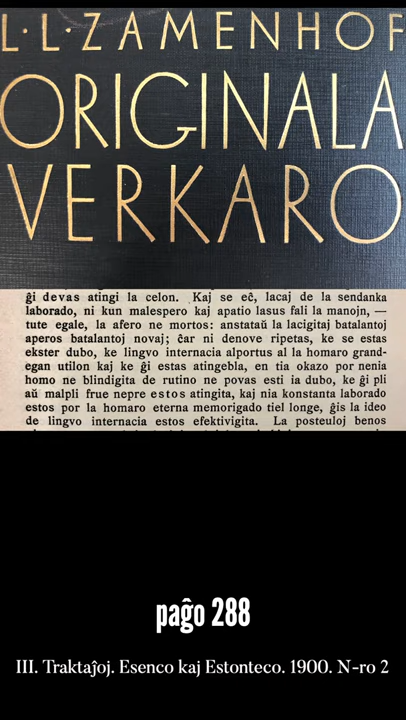 L·L·ZAMENHOF
ORIGINALA
VERKARO
ĝi devas atingi la celon. Kaj se eĉ, lacaj de la sendanka
laborado, ni kun malespero kaj apatio lasus fali la manojn, —
tute egale, la afero ne mortos: anstataŭ la lacigitaj batalantoj
aperos batalantoj novaj; ĉar ni denove ripetas, ke se estas
ekster dubo, ke lingvo internacia alportus al la homaro grand-
egan utilon kaj ke ĝi estas atingebla, en tia okazo por nenia
homo ne blindigita de rutino ne povas esti ia dubo, ke ĝi pli
aŭ malpli frue nepre estos atingita, kaj nia konstanta laborado
estos por la homaro eterna memorigado tiel longe, ĝis la ideo
de lingvo internacia estos efektivigita. La posteuloj benos
paĝo 288
III. Traktaĵoj. Esenco kaj Estonteco. 1900. N-ro 2